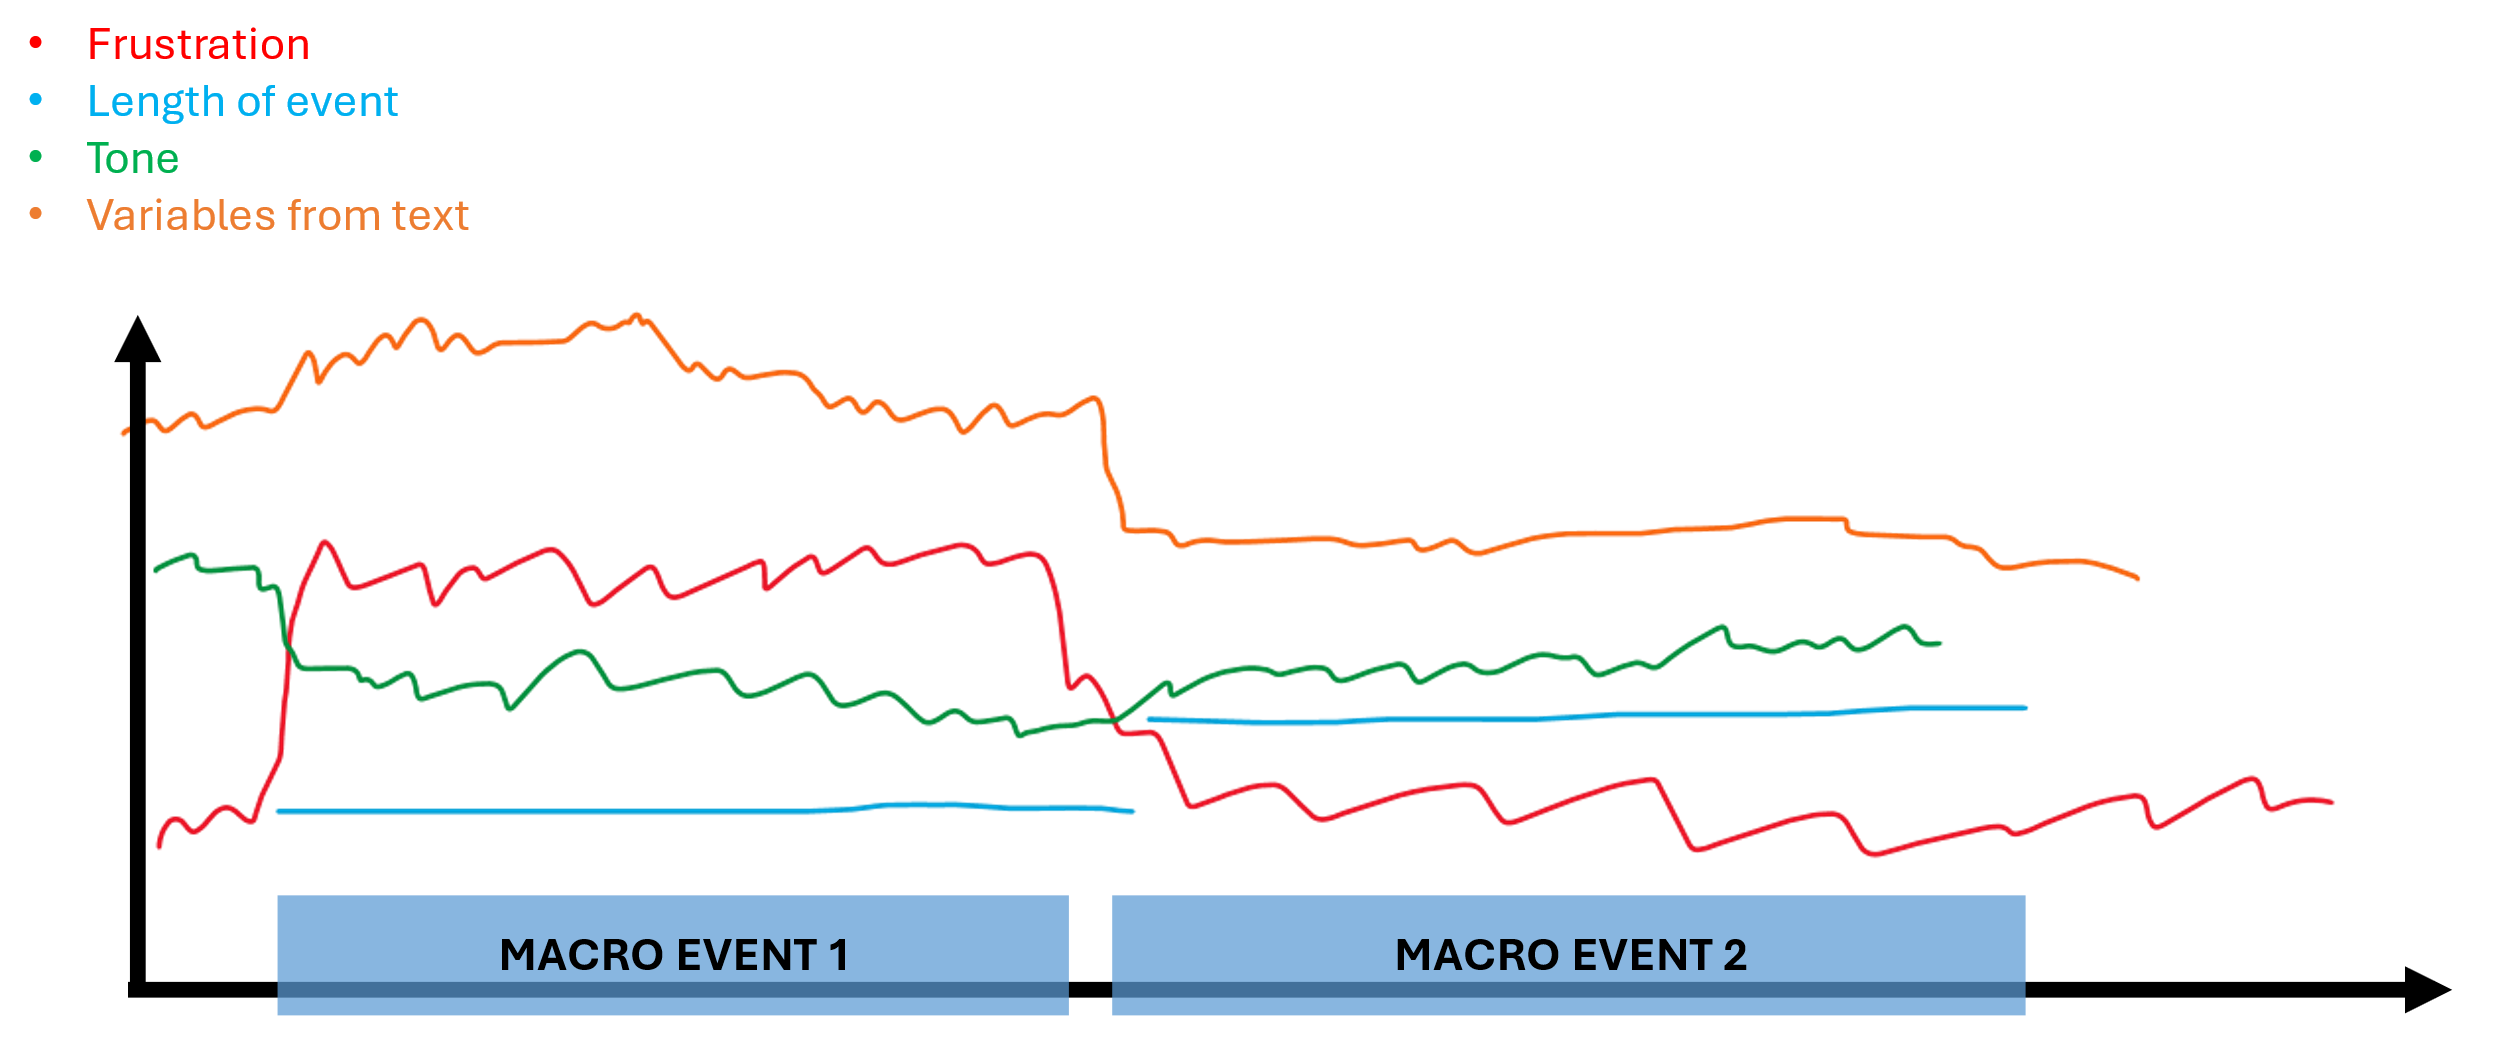 • Frustration
• Length of event
• Tone
• Variables from text
MACRO EVENT 1
MACRO EVENT 2